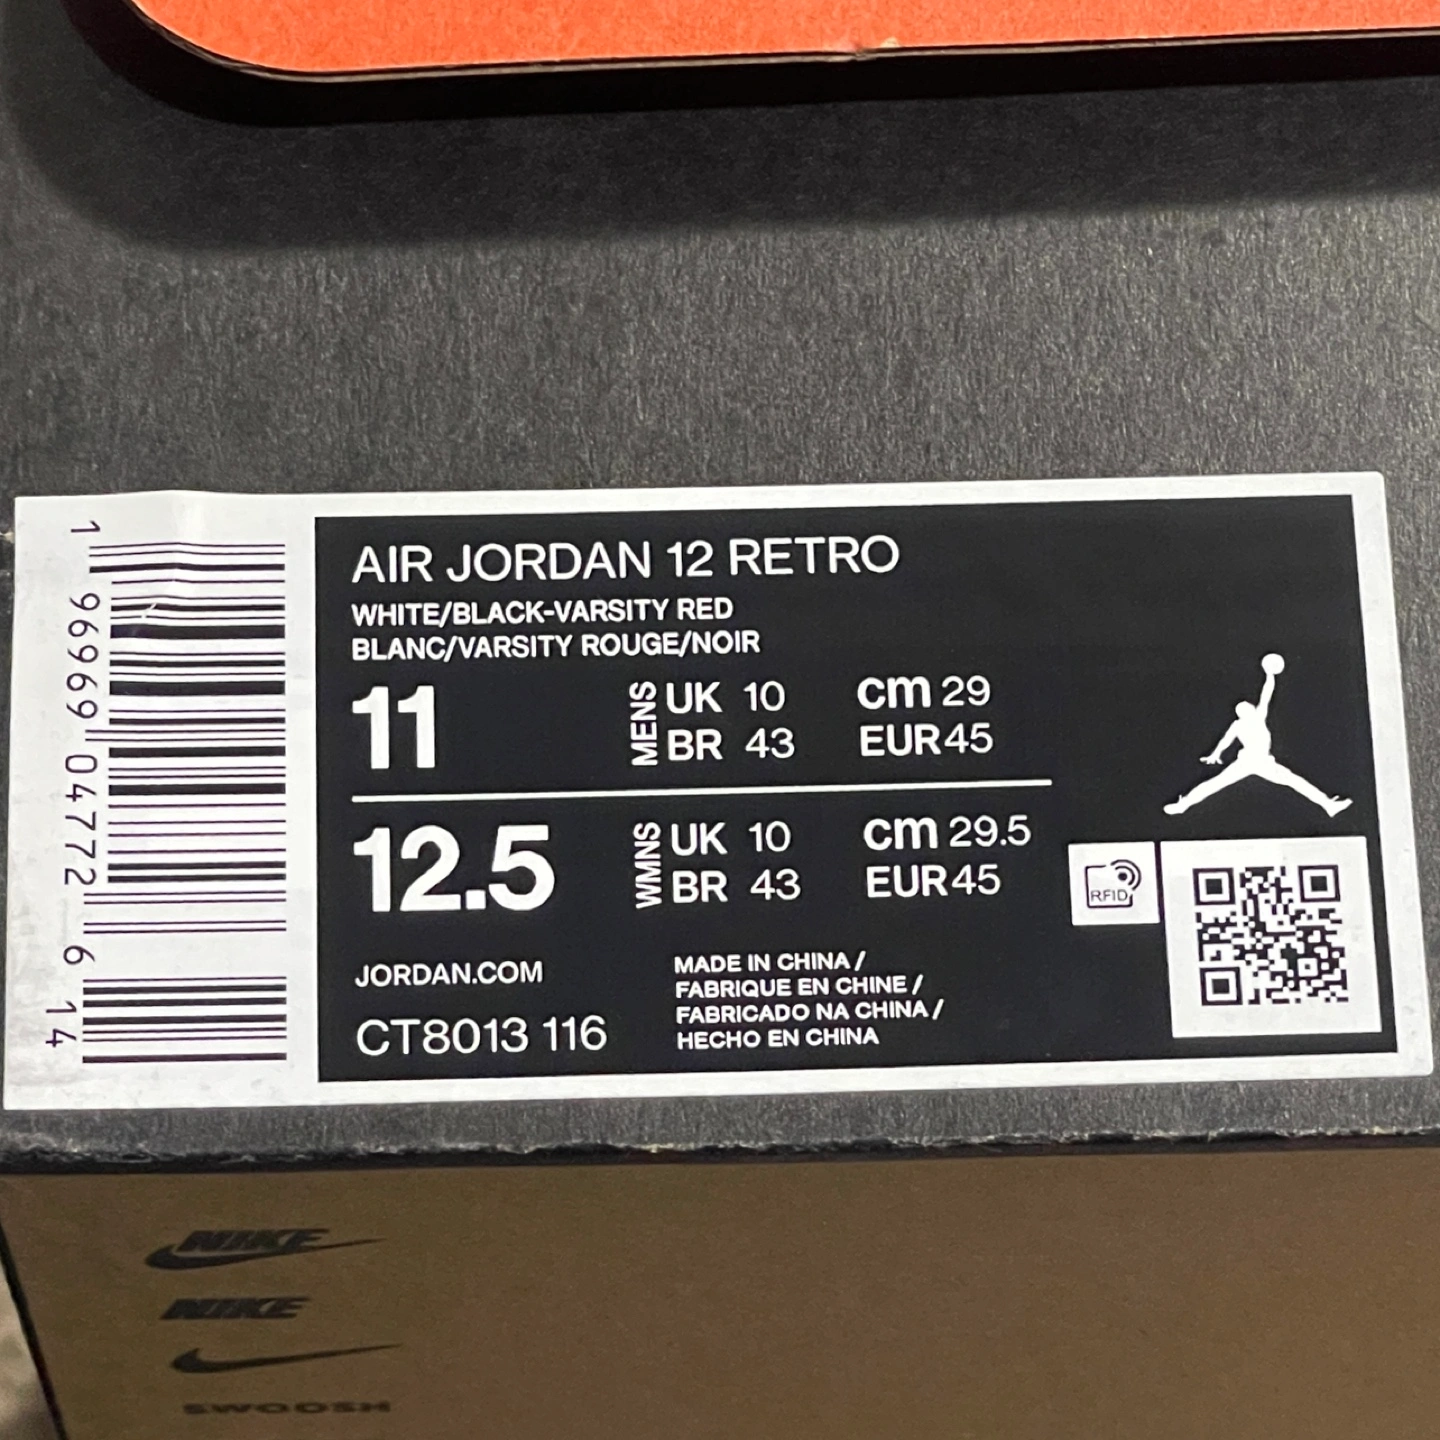 AIR JORDAN 12 RETRO
WHITE/BLACK-VARSITY RED
BLANC/VARSITY ROUGE/NOIR
11 MENS UK 10 cm 29
BR 43 EUR 45
12.5 WMNS UK 10 cm 29.5
BR 43 EUR 45
RFID
JORDAN.COM
CT8013 116
MADE IN CHINA /
FABRIQUE EN CHINE /
FABRICADO NA CHINA /
HECHO EN CHINA
1 96969 04772 6 14
NIKE
NIKE
SWOOSH